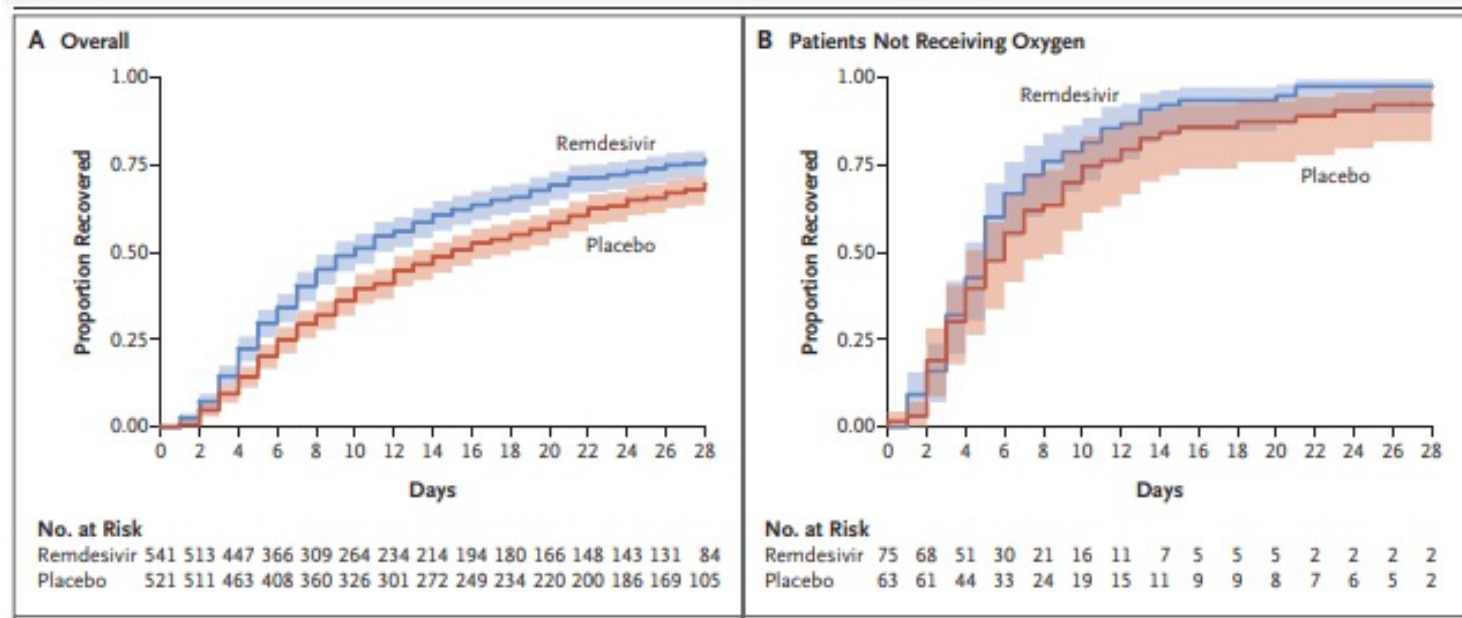 A Overall
1.00
0.75
0.50
0.25
0.00
Proportion Recovered
Remdesivir
Placebo
0 2 4 6 8 10 12 14 16 18 20 22 24 26 28
Days
No. at Risk
Remdesivir 541 513 447 366 309 264 234 214 194 180 166 148 143 131 84
Placebo 521 511 463 408 360 326 301 272 249 234 220 200 186 169 105
B Patients Not Receiving Oxygen
1.00
0.75
0.50
0.25
0.00
Proportion Recovered
Remdesivir
Placebo
0 2 4 6 8 10 12 14 16 18 20 22 24 26 28
Days
No. at Risk
Remdesivir 75 68 51 30 21 16 11 7 5 5 5 2 2 2 2
Placebo 63 61 44 33 24 19 15 11 9 9 8 7 6 5 2